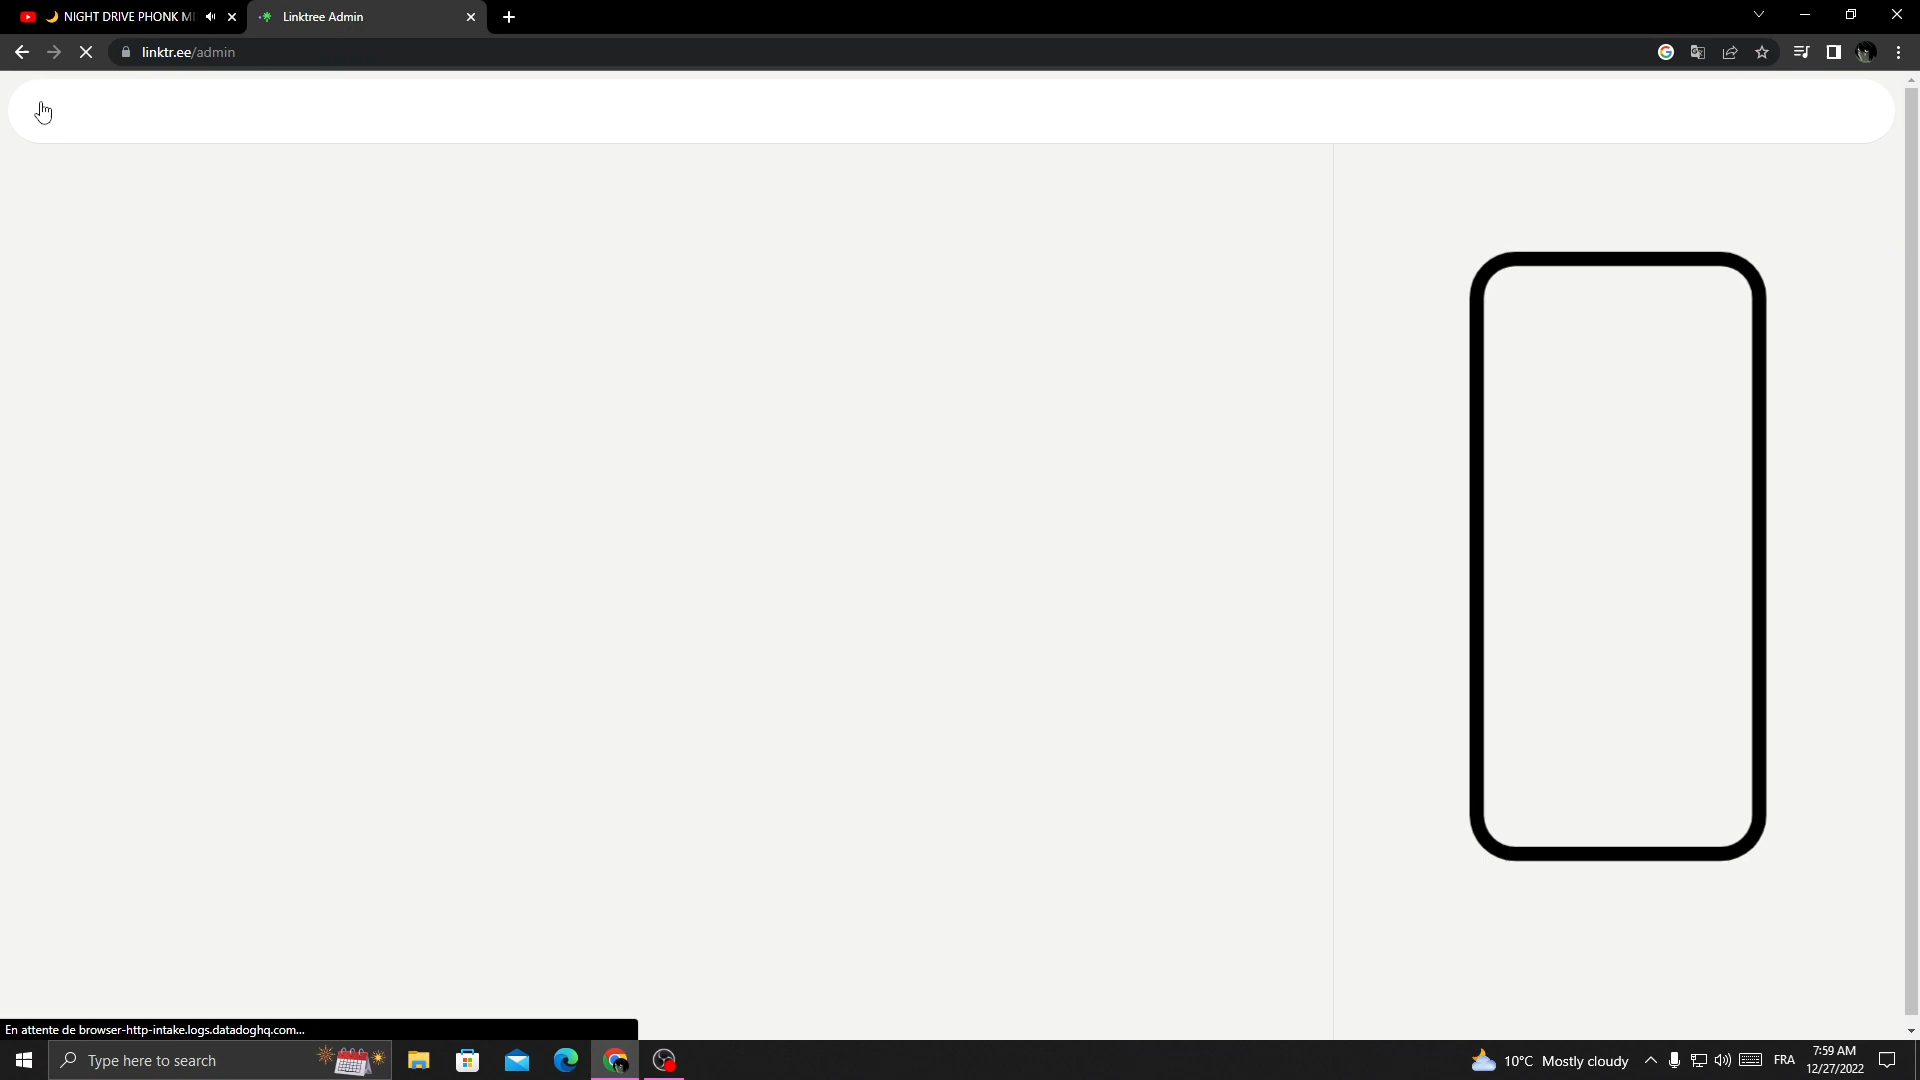 NIGHT DRIVE PHONK MI
Linktree Admin
linktr.ee/admin
En attente de browser-http-intake.logs.datadoghq.com...
Type here to search
10°C Mostly cloudy
FRA
7:59 AM
12/27/2022